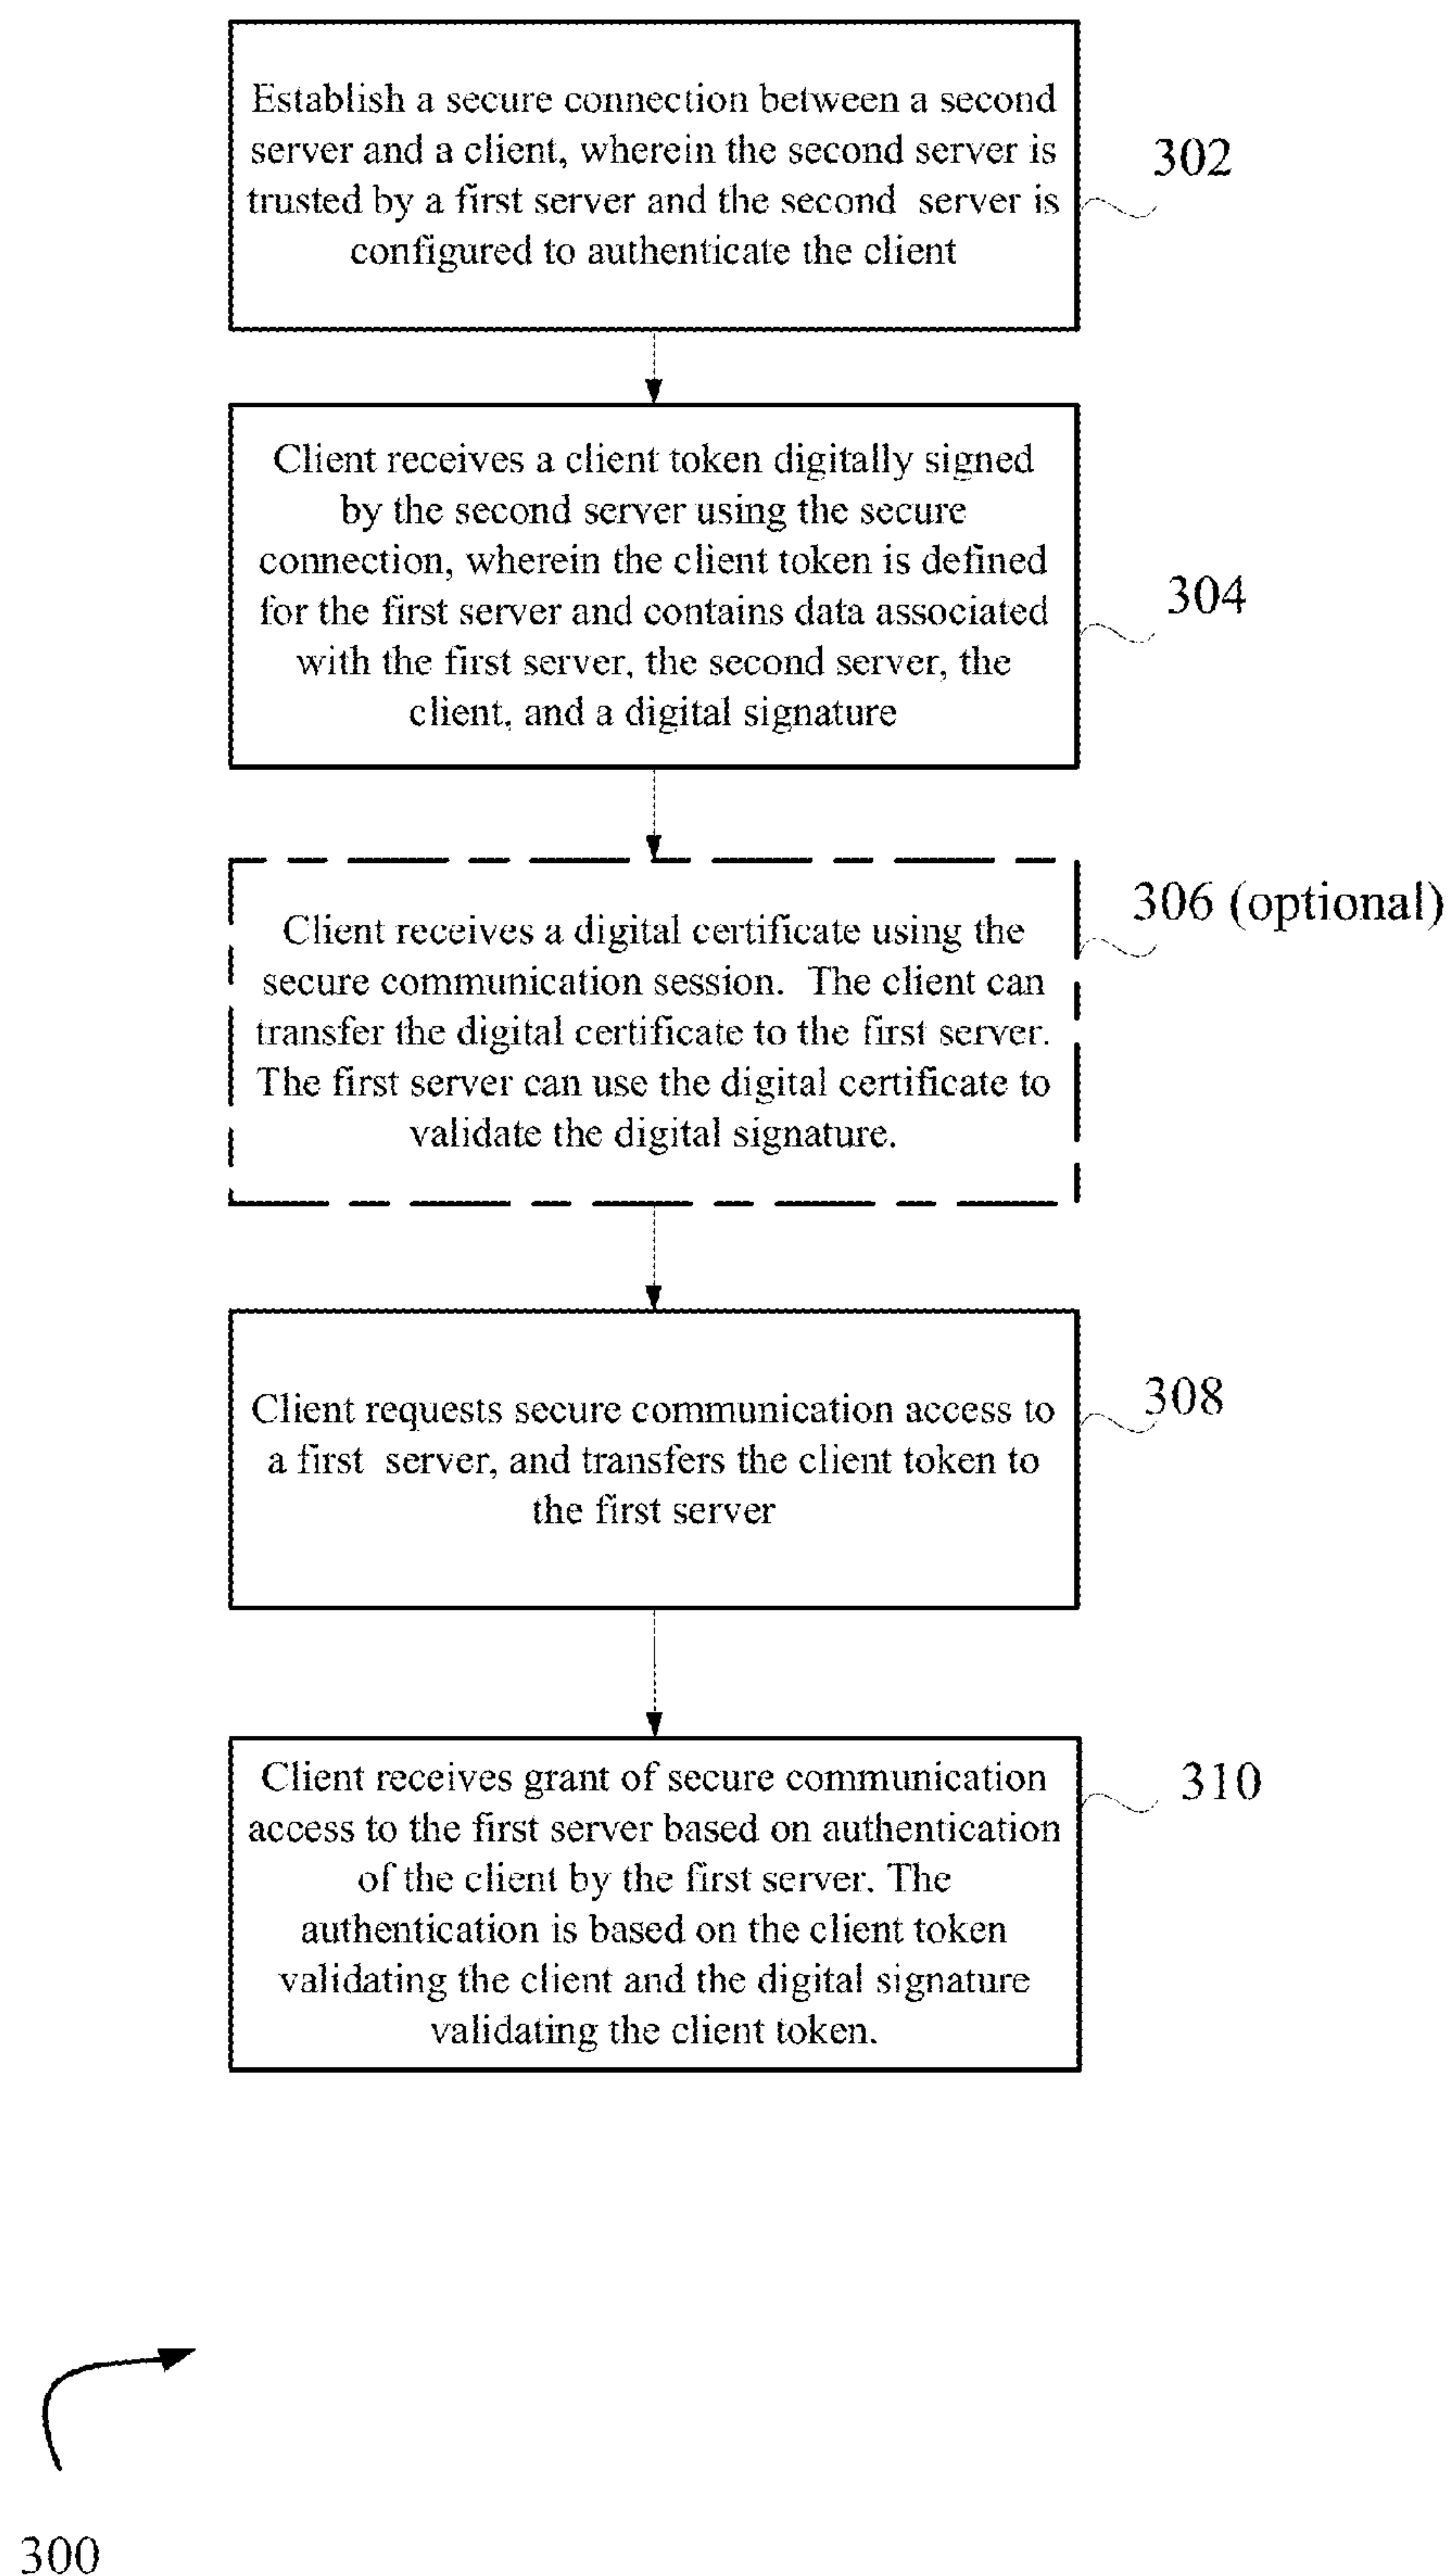 Establish a secure connection between a second
server and a client, wherein the second server is
trusted by a first server and the second server is
configured to authenticate the client
302
Client receives a client token digitally signed
by the second server using the secure
connection, wherein the client token is defined
for the first server and contains data associated
with the first server, the second server, the
client, and a digital signature
304
306 (optional)
Client receives a digital certificate using the
secure communication session. The client can
transfer the digital certificate to the first server.
The first server can use the digital certificate to
validate the digital signature.
308
Client requests secure communication access to
a first server, and transfers the client token to
the first server
310
Client receives grant of secure communication
access to the first server based on authentication
of the client by the first server. The
authentication is based on the client token
validating the client and the digital signature
validating the client token.
300